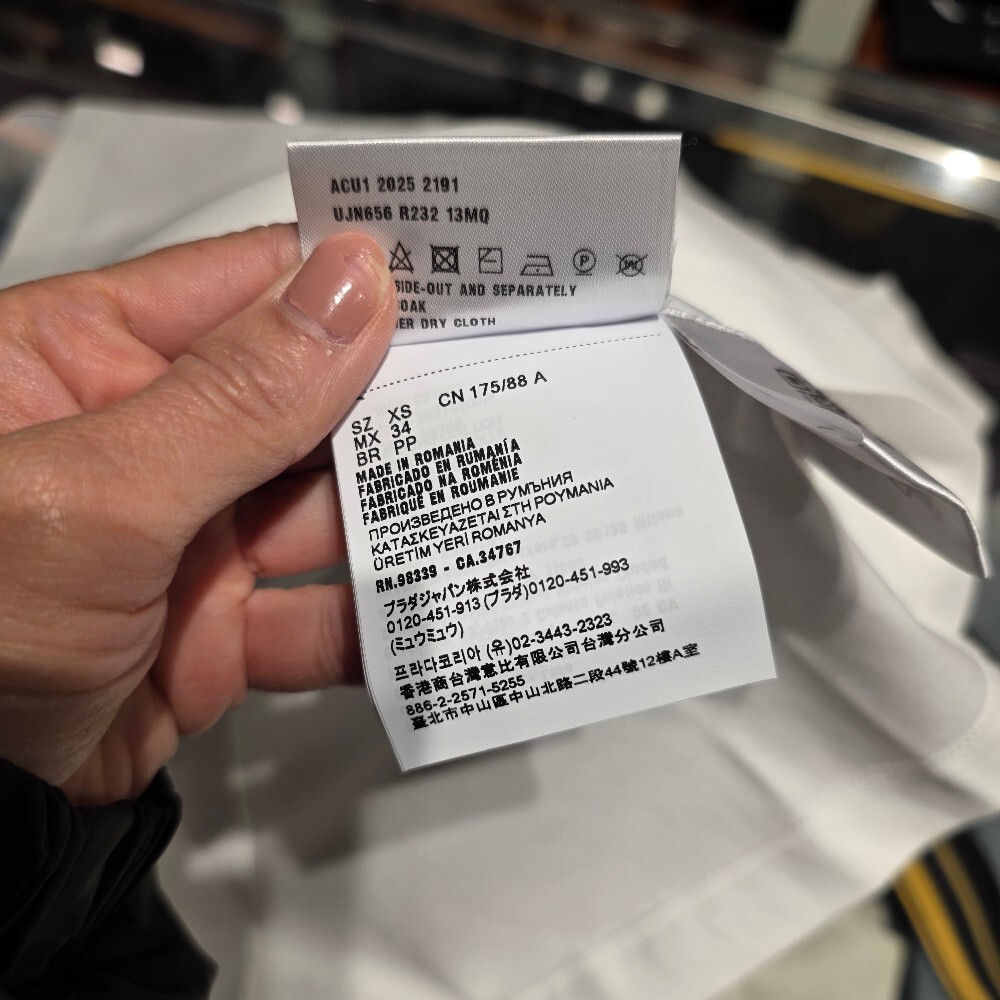 ACU1 2025 2191
UJN656 R232 13MQ
SIDE-OUT AND SEPARATELY
OAK
DRY CLOTH
SZ XS CN 175/88 A
MX 34
BR PP
MADE IN ROMANIA
FABRICADO EN RUMANÍA
FABRICADO NA ROMÉNIA
FABRIQUÉ EN ROUMANIE
ПРОИЗВЕДЕНО В РУМЪНИЯ
ΚΑΤΑΣΚΕΥΑΖΕΤΑΙ ΣΤΗ ΡΟΥΜΑΝΙΑ
ÜRETİM YERİ ROMANYA
RN.98339 - CA.34767
プラダジャパン株式会社
0120-451-913 (プラダ)0120-451-993
(ミュウミュウ)
프라다코리아 (유)02-3443-2323
香港商台灣惠比有限公司台灣分公司
886-2-2571-5255
臺北市中山區中山北路二段44號12樓A室